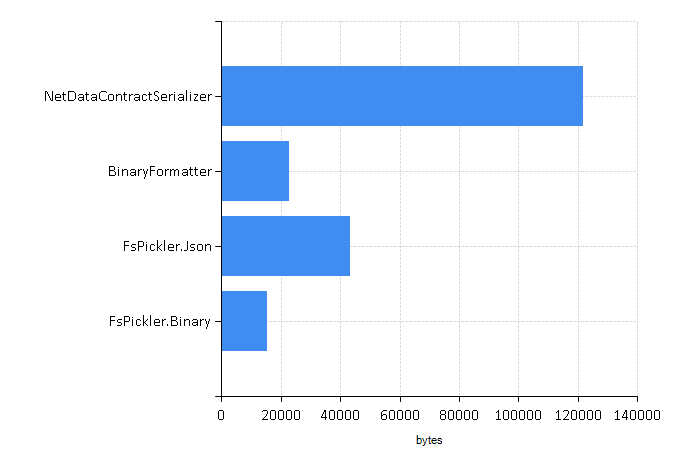 NetDataContractSerializer
BinaryFormatter
FsPickler.Json
FsPickler.Binary
0 20000 40000 60000 80000 100000 120000 140000
bytes